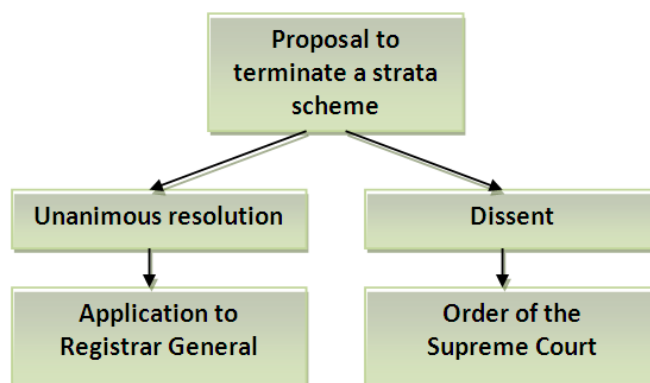 Proposal to
terminate a strata
scheme
Unanimous resolution
Dissent
Application to
Registrar General
Order of the
Supreme Court